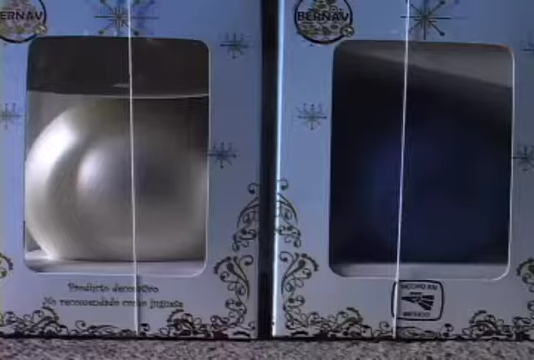 BERNAV
BERNAV
Producto decorativo
No recomendado como juguete
HECHO EN
MEXICO